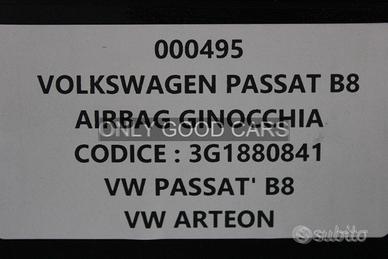 000495
VOLKSWAGEN PASSAT B8
AIRBAG GINOCCHIA
ONLY GOOD CARS
CODICE : 3G1880841
VW PASSAT' B8
VW ARTEON
subito